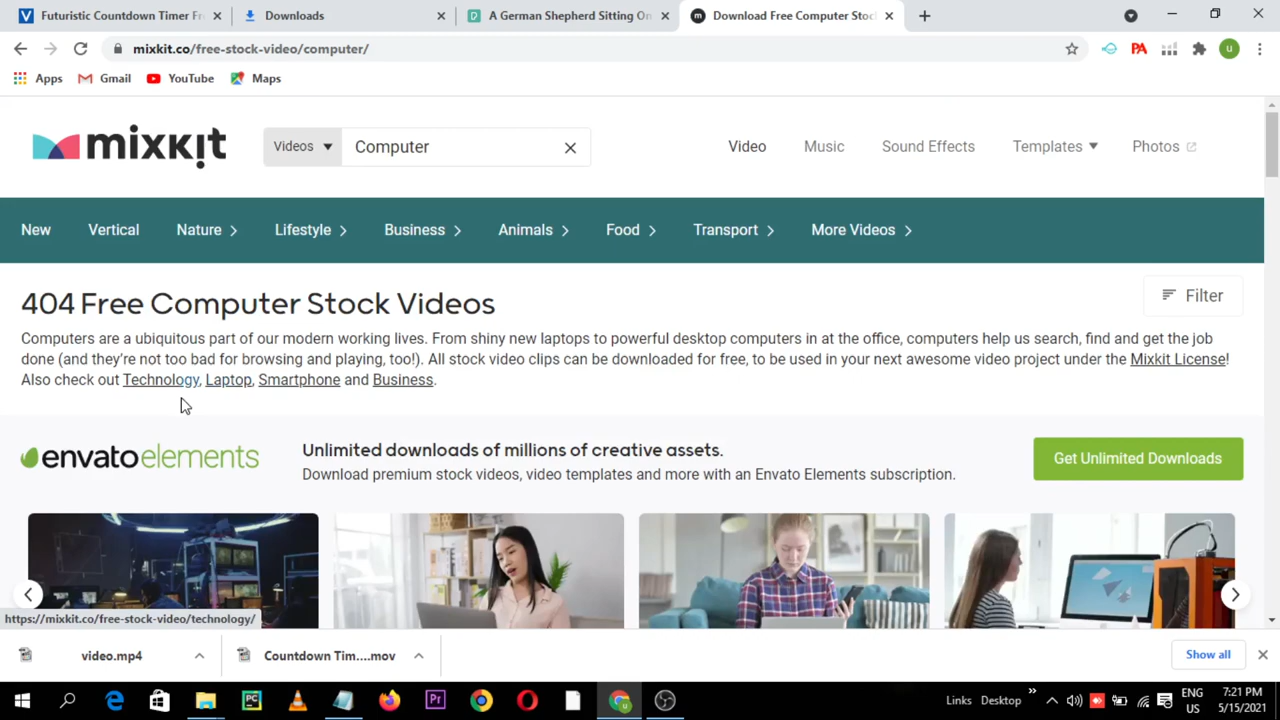 Futuristic Countdown Timer Fr
Downloads
A German Shepherd Sitting On
Download Free Computer Stoc
mixkit.co/free-stock-video/computer/
PA
u
Apps
Gmail
YouTube
Maps
mixkit
Videos
Computer
Video
Music
Sound Effects
Templates
Photos
New
Vertical
Nature
Lifestyle
Business
Animals
Food
Transport
More Videos
404 Free Computer Stock Videos
Filter
Computers are a ubiquitous part of our modern working lives. From shiny new laptops to powerful desktop computers in at the office, computers help us search, find and get the job
done (and they're not too bad for browsing and playing, too!). All stock video clips can be downloaded for free, to be used in your next awesome video project under the Mixkit License!
Also check out Technology, Laptop, Smartphone and Business.
envato elements
Unlimited downloads of millions of creative assets.
Download premium stock videos, video templates and more with an Envato Elements subscription.
Get Unlimited Downloads
https://mixkit.co/free-stock-video/technology/
video.mp4
Countdown Tim....mov
Show all
PC
Pr
Links
Desktop
ENG
US
7:21 PM
5/15/2021